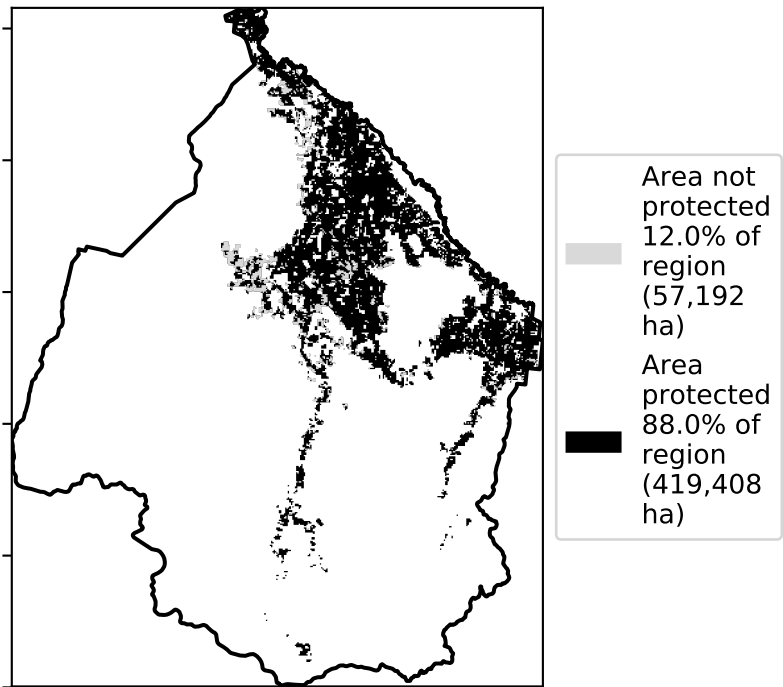 Area not
protected
12.0% of
region
(57,192
ha)
Area
protected
88.0% of
region
(419,408
ha)